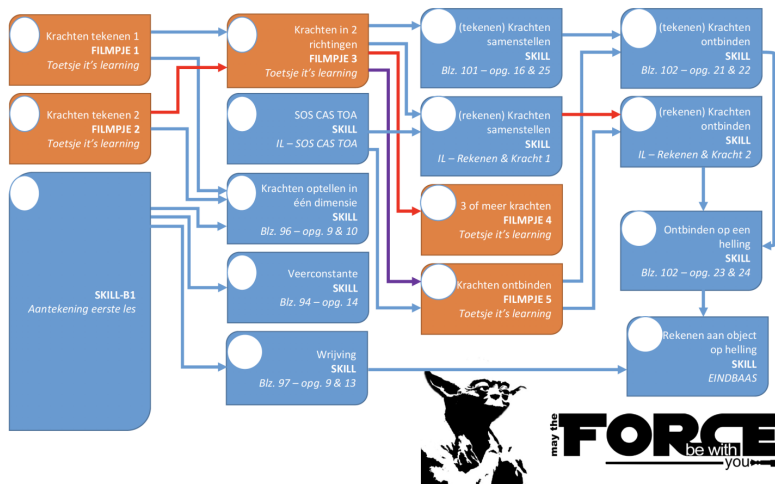 Krachten tekenen 1
FILMPJE 1
Toetsje it's learning
Krachten in 2
richtingen
FILMPJE 3
Toetsje it's learning
(tekenen) Krachten
samenstellen
SKILL
Blz. 101 – opg. 16 & 25
(tekenen) Krachten
ontbinden
SKILL
Blz. 102 – opg. 21 & 22
Krachten tekenen 2
FILMPJE 2
Toetsje it's learning
SOS CAS TOA
SKILL
IL – SOS CAS TOA
(rekenen) Krachten
samenstellen
SKILL
IL – Rekenen & Kracht 1
(rekenen) Krachten
ontbinden
SKILL
IL – Rekenen & Kracht 2
SKILL-B1
Aantekening eerste les
Krachten optellen in
één dimensie
SKILL
Blz. 96 – opg. 9 & 10
3 of meer krachten
FILMPJE 4
Toetsje it's learning
Ontbinden op een
helling
SKILL
Blz. 102 – opg. 23 & 24
Veerconstante
SKILL
Blz. 94 – opg. 14
Krachten ontbinden
FILMPJE 5
Toetsje it's learning
Wrijving
SKILL
Blz. 97 – opg. 9 & 13
Rekenen aan object
op helling
SKILL
EINDBAAS
may the
FORCE
be with
you